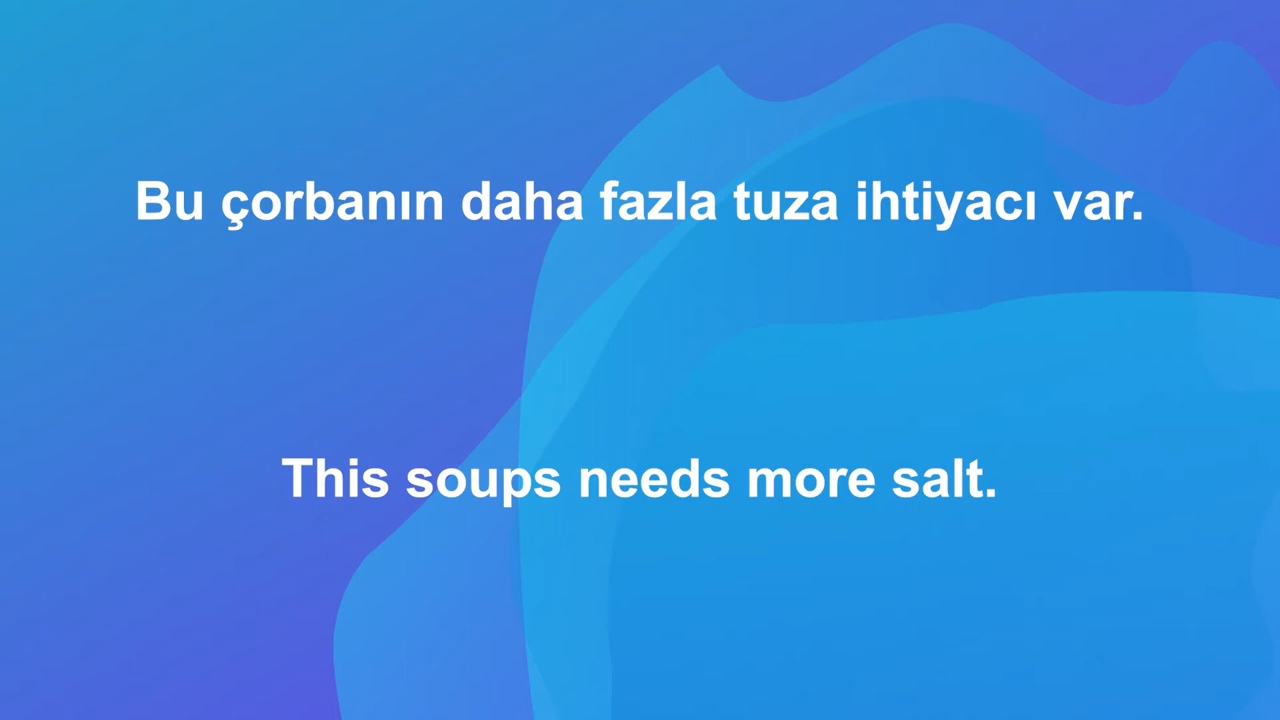 Bu çorbanın daha fazla tuza ihtiyacı var.
This soups needs more salt.